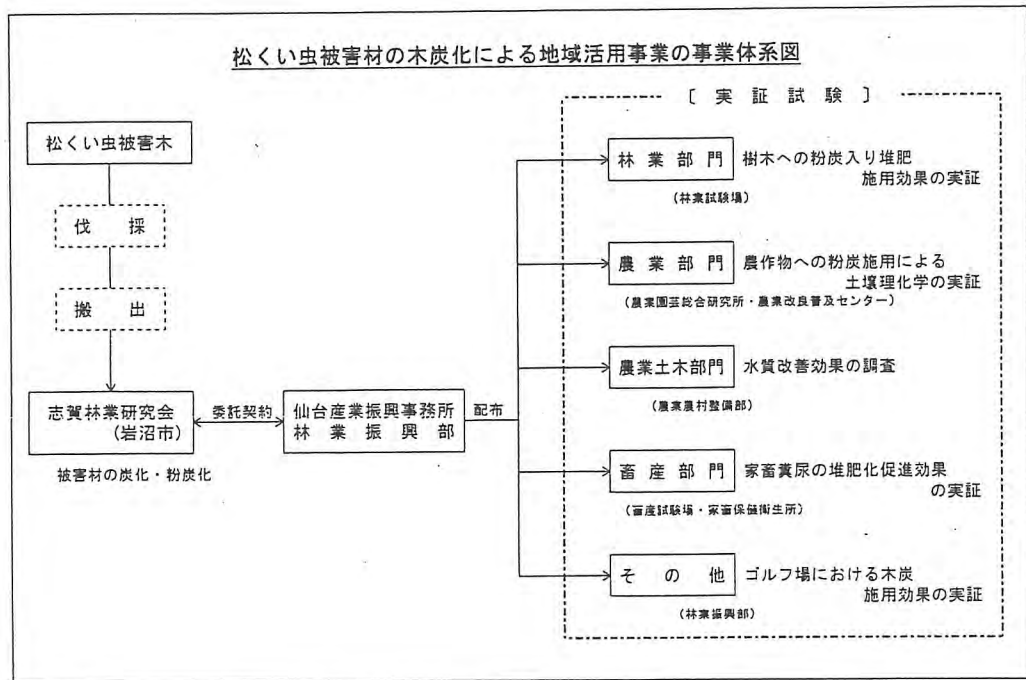 松くい虫被害材の木炭化による地域活用事業の事業体系図
松くい虫被害木
伐採
搬出
志賀林業研究会
(岩沼市)
被害材の炭化・粉炭化
委託契約
仙台産業振興事務所
林業振興部
配布
〔実証試験〕
林業部門
(林業試験場)
樹木への粉炭入り堆肥
施用効果の実証
農業部門
(農業園芸総合研究所・農業改良普及センター)
農作物への粉炭施用による
土壌理化学の実証
農業土木部門
(農業農村整備部)
水質改善効果の調査
畜産部門
(畜産試験場・家畜保健衛生所)
家畜糞尿の堆肥化促進効果
の実証
その他
(林業振興部)
ゴルフ場における木炭
施用効果の実証